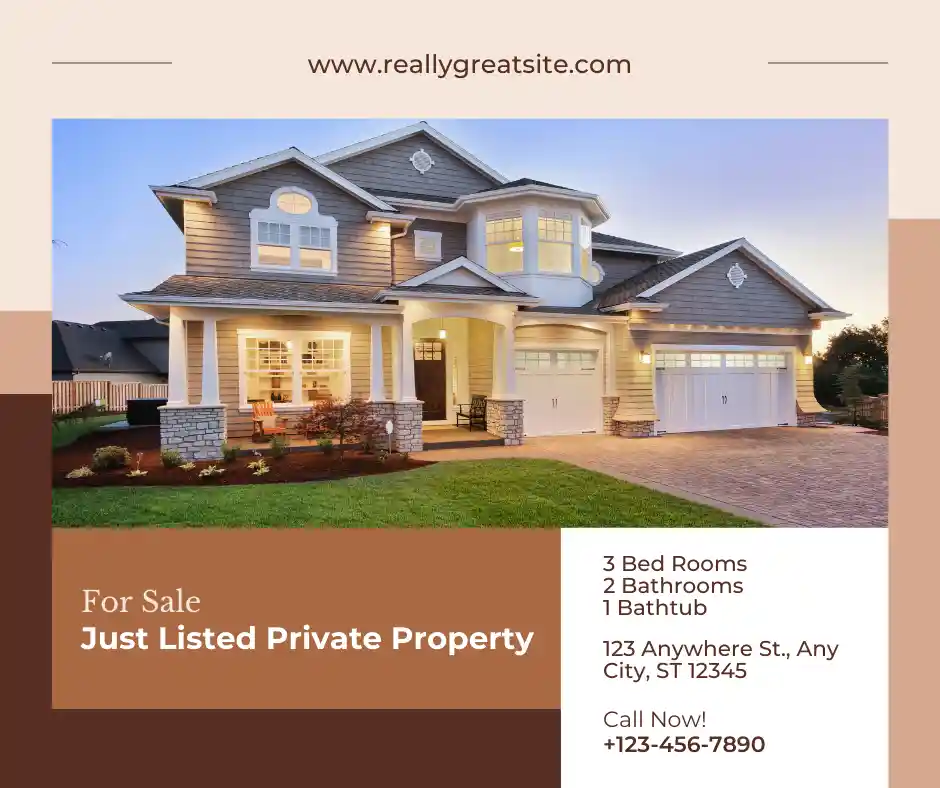 www.reallygreatsite.com
For Sale
Just Listed Private Property
3 Bed Rooms
2 Bathrooms
1 Bathtub
123 Anywhere St., Any
City, ST 12345
Call Now!
+123-456-7890